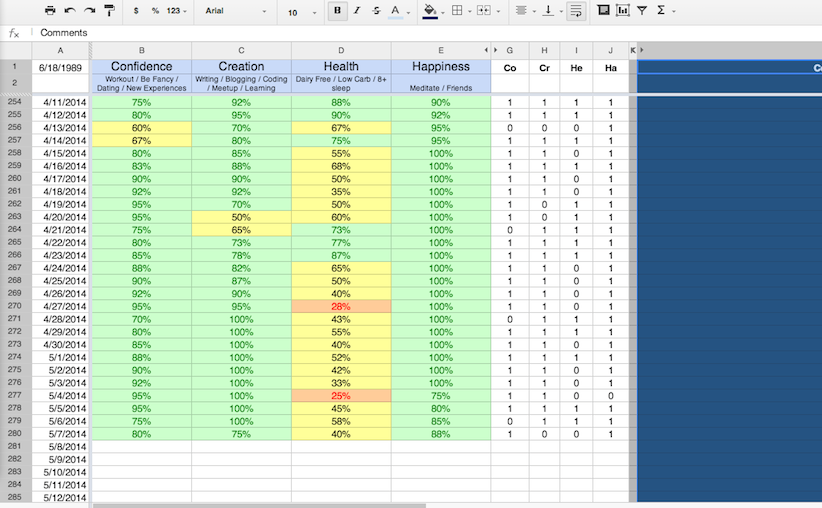 $ % 123 Arial 10 B I S A Σ
fx Comments
A B C D E G H I J K
1 6/18/1989 Confidence Creation Health Happiness Co Cr He Ha
2 Workout / Be Fancy / Writing / Blogging / Coding Dairy Free / Low Carb / 8+
Dating / New Experiences / Meetup / Learning sleep Meditate / Friends
254 4/11/2014 75% 92% 88% 90% 1 1 1 1
255 4/12/2014 80% 95% 90% 92% 1 1 1 1
256 4/13/2014 60% 70% 67% 95% 0 0 0 1
257 4/14/2014 67% 80% 75% 95% 1 1 1 1
258 4/15/2014 80% 85% 55% 100% 1 1 0 1
259 4/16/2014 83% 88% 68% 100% 1 1 1 1
260 4/17/2014 90% 90% 50% 100% 1 1 0 1
261 4/18/2014 92% 92% 35% 100% 1 1 0 1
262 4/19/2014 95% 70% 50% 100% 1 0 1 1
263 4/20/2014 95% 50% 60% 100% 1 0 1 1
264 4/21/2014 75% 65% 73% 100% 0 1 1 1
265 4/22/2014 80% 73% 77% 100% 1 1 1 1
266 4/23/2014 85% 78% 87% 100% 1 1 1 1
267 4/24/2014 88% 82% 65% 100% 1 1 0 1
268 4/25/2014 90% 87% 50% 100% 1 1 0 1
269 4/26/2014 92% 90% 40% 100% 1 1 0 1
270 4/27/2014 95% 95% 28% 100% 1 1 0 1
271 4/28/2014 70% 100% 43% 100% 0 1 1 1
272 4/29/2014 80% 100% 55% 100% 1 1 1 1
273 4/30/2014 85% 100% 40% 100% 1 1 0 1
274 5/1/2014 88% 100% 52% 100% 1 1 1 1
275 5/2/2014 90% 100% 42% 100% 1 1 0 1
276 5/3/2014 92% 100% 33% 100% 1 1 0 1
277 5/4/2014 95% 100% 25% 75% 1 1 0 0
278 5/5/2014 95% 100% 45% 80% 1 1 1 1
279 5/6/2014 75% 100% 58% 85% 0 1 1 1
280 5/7/2014 80% 75% 40% 88% 1 0 0 1
281 5/8/2014
282 5/9/2014
283 5/10/2014
284 5/11/2014
285 5/12/2014